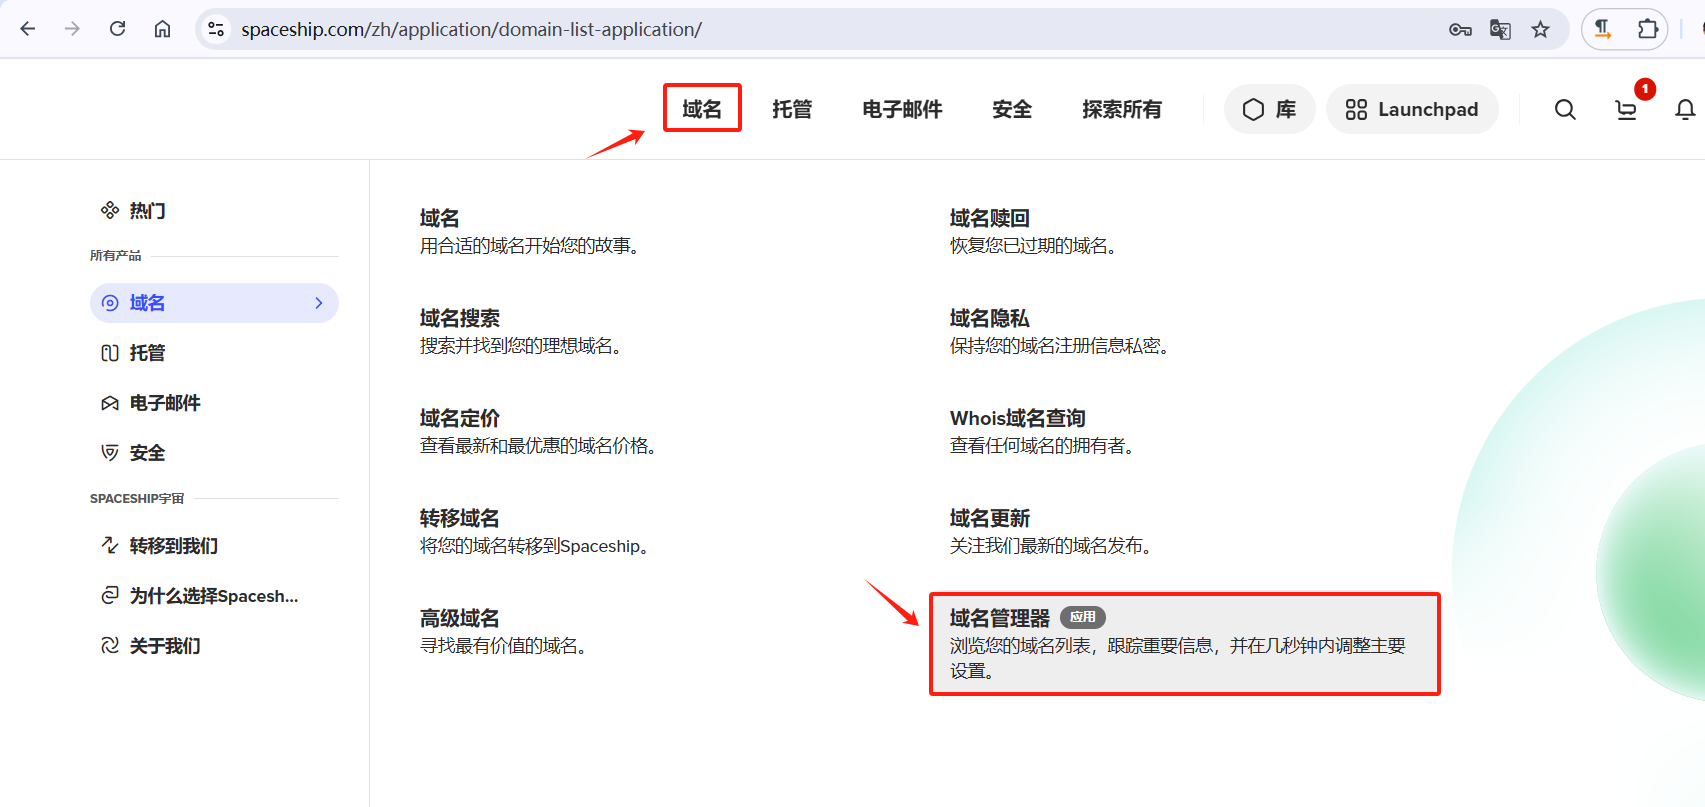 spaceship.com/zh/application/domain-list-application/
域名
托管
电子邮件
安全
探索所有
库
Launchpad
1
热门
所有产品
域名
托管
电子邮件
安全
SPACESHIP宇宙
转移到我们
为什么选择Spacesh...
关于我们
域名
用合适的域名开始您的故事。
域名搜索
搜索并找到您的理想域名。
域名定价
查看最新和最优惠的域名价格。
转移域名
将您的域名转移到Spaceship。
高级域名
寻找最有价值的域名。
域名赎回
恢复您已过期的域名。
域名隐私
保持您的域名注册信息私密。
Whois域名查询
查看任何域名的拥有者。
域名更新
关注我们最新的域名发布。
域名管理器 应用
浏览您的域名列表，跟踪重要信息，并在几秒钟内调整主要
设置。